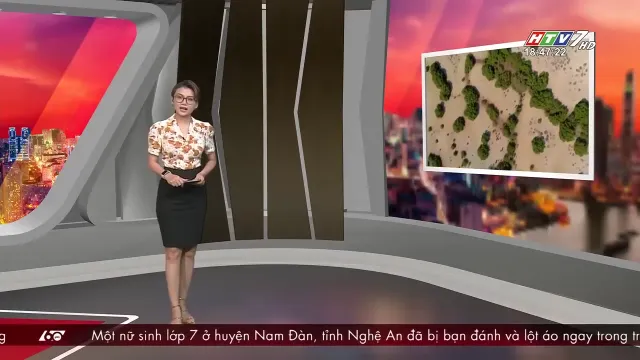 HTV7 HD
18:47:22
g 60 Một nữ sinh lớp 7 ở huyện Nam Đàn, tỉnh Nghệ An đã bị bạn đánh và lột áo ngay trong tr